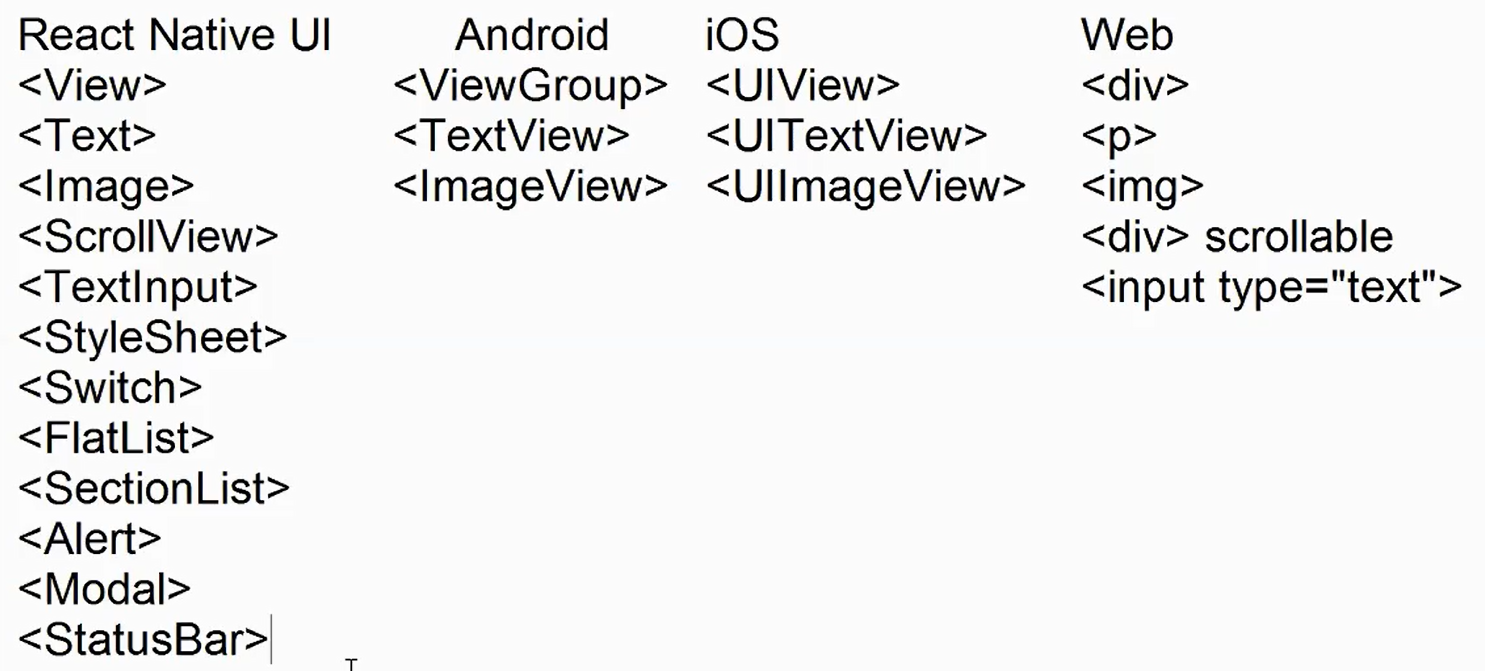 React Native UI Android iOS Web
<View> <ViewGroup> <UIView> <div>
<Text> <TextView> <UITextView> <p>
<Image> <ImageView> <UIImageView> <img>
<ScrollView> <div> scrollable
<TextInput> <input type="text">
<StyleSheet>
<Switch>
<FlatList>
<SectionList>
<Alert>
<Modal>
<StatusBar>